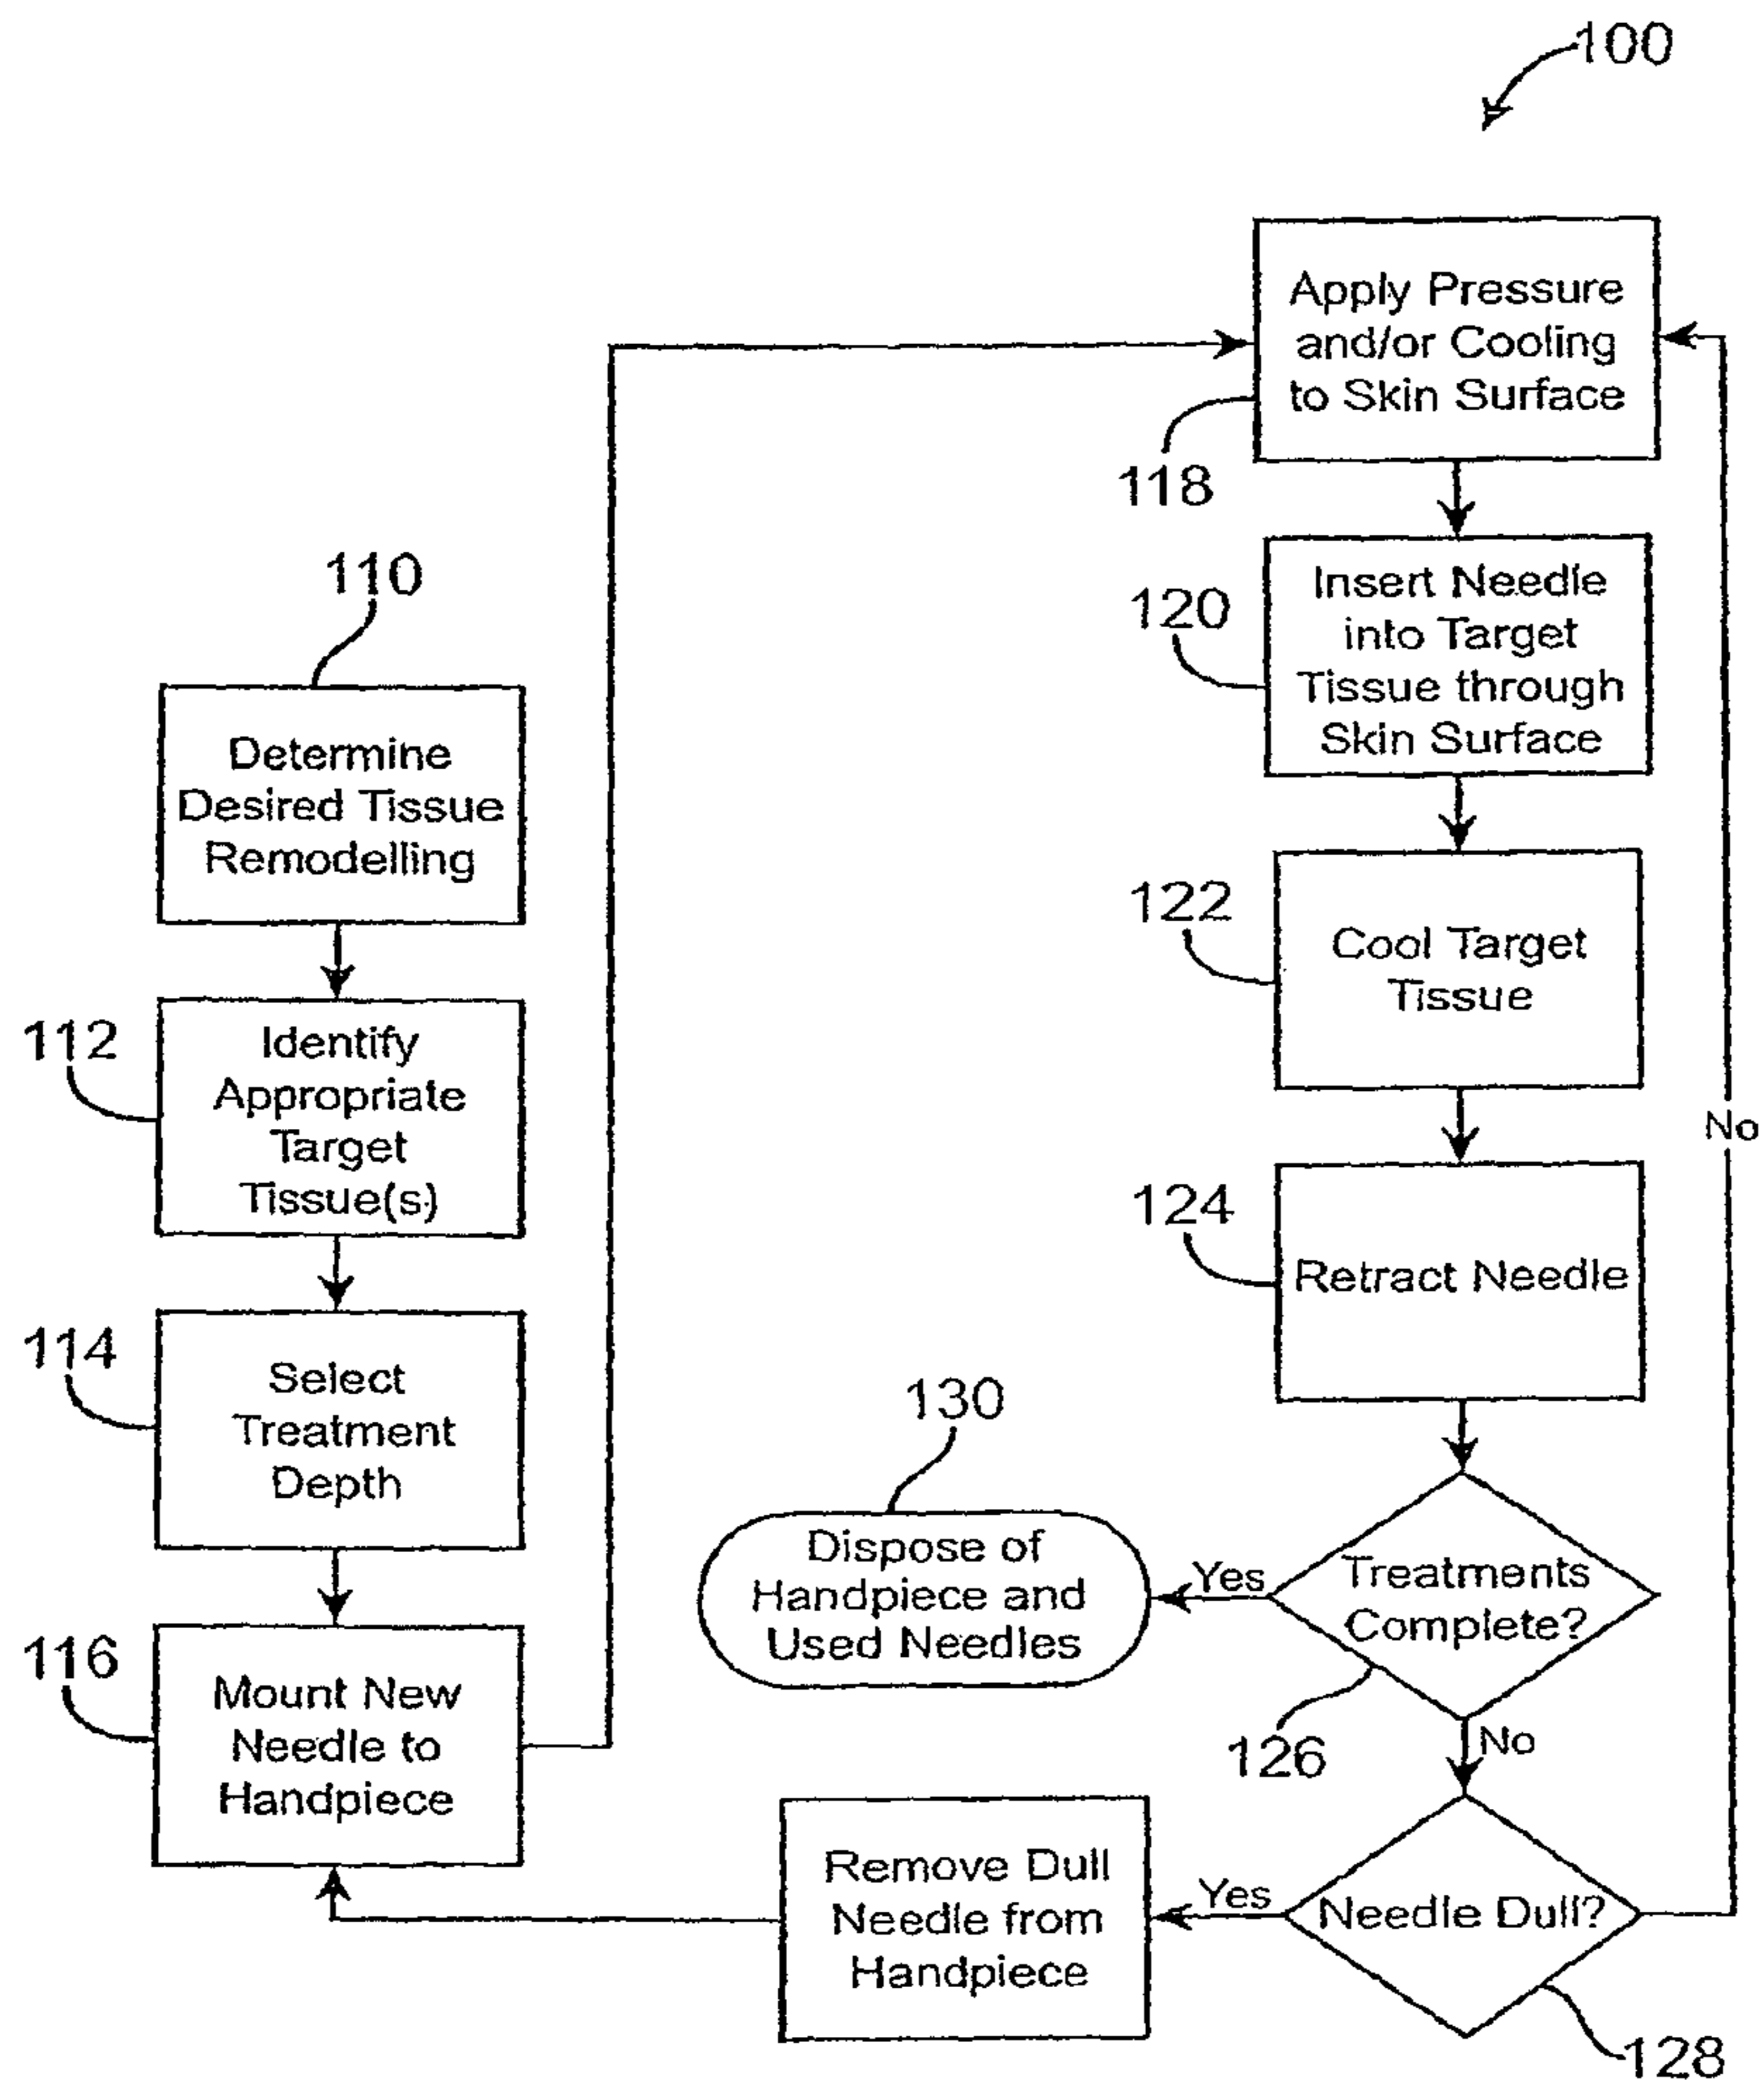 100
110
Determine
Desired Tissue
Remodelling
112
Identify
Appropriate
Target
Tissue(s)
114
Select
Treatment
Depth
116
Mount New
Needle to
Handpiece
Apply Pressure
and/or Cooling
to Skin Surface
118
Insert Needle
into Target
Tissue through
Skin Surface
120
Cool Target
Tissue
122
Retract Needle
124
Treatments
Complete?
126
Yes
130
Dispose of
Handpiece and
Used Needles
No
Needle Dull?
128
No
Yes
Remove Dull
Needle from
Handpiece